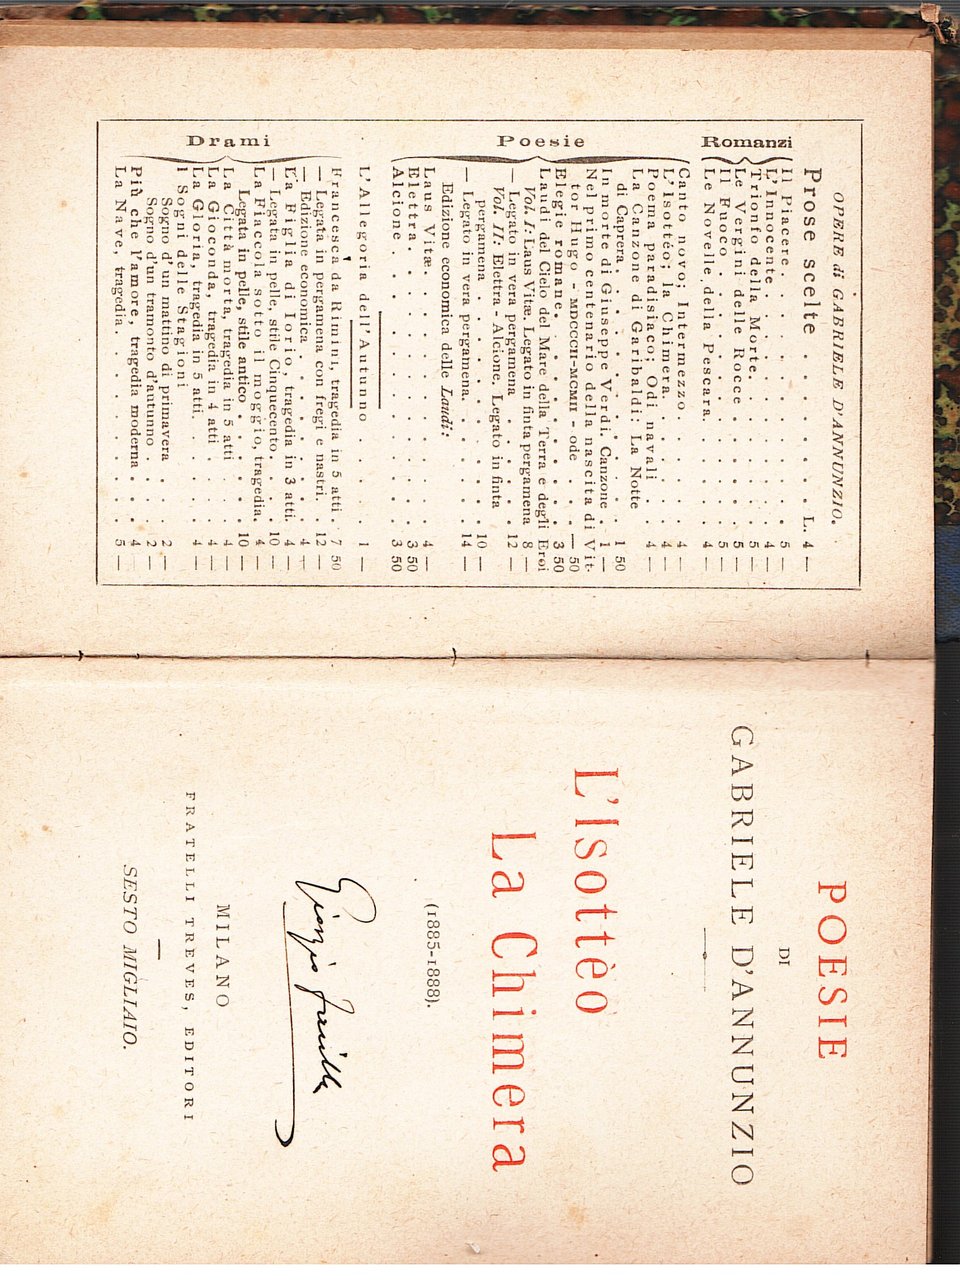 OPERE di GABRIELE D'ANNUNZIO.
Prose scelte . . . . . . . L. 4 —
Romanzi
Il Piacere . . . . . . . . . 5 —
L'Innocente . . . . . . . . . 4 —
Trionfo della Morte. . . . . . 5 —
Le Vergini delle Rocce . . . . . 5 —
Il Fuoco . . . . . . . . . 5 —
Le Novelle della Pescara . . . . . 4 —
Poesie
Canto novo; Intermezzo. . . . . 4 —
L'Isottèo; la Chimera. . . . . . 4 —
Poema paradisiaco; Odi navali . . 4 —
La Canzone di Garibaldi: La Notte
di Caprera . . . . . . . . 1 50
In morte di Giuseppe Verdi. Canzone . 1 —
Nel primo centenario della nascita di Vit-
tor Hugo - MDCCCII-MCMII - ode . . — 50
Elegie romane. . . . . . . . 3 50
Laudi del Cielo del Mare della Terra e degli Eroi
Vol. I: Laus Vitæ. Legato in finta pergamena 8 —
— Legato in vera pergamena . . . . 12 —
Vol. II: Elettra - Alcione. Legato in finta
pergamena . . . . . . . . 10 —
— Legato in vera pergamena. . . . 14 —
Edizione economica delle Laudi:
Laus Vitæ. . . . . . . . . 4 —
Elettra. . . . . . . . . . 3 50
Alcione . . . . . . . . . 3 50
L'Allegoria dell'Autunno . . . . 1 —
Drami
Francesca da Rimini, tragedia in 5 atti . 7 50
— Legata in pergamena con fregi e nastri. . 12 —
— Edizione economica . . . . . . 4 —
La Figlia di Iorio, tragedia in 3 atti. 4 —
— Legata in pelle, stile Cinquecento. . . 10 —
La Fiaccola sotto il moggio, tragedia. 4 —
Legata in pelle, stile antico . . . . 10 —
La Città morta, tragedia in 5 atti . . 4 —
La Gioconda, tragedia in 4 atti . . 4 —
La Gloria, tragedia in 5 atti. . . . 4 —
I Sogni delle Stagioni
Sogno d'un mattino di primavera . . 2 —
Sogno d'un tramonto d'autunno . . . 2 —
Più che l'amore, tragedia moderna . . 4 —
La Nave, tragedia. . . . . . . 5 —
POESIE
DI
GABRIELE D'ANNUNZIO
L'Isottèo
La Chimera
(1885-1888).
MILANO
FRATELLI TREVES, EDITORI
SESTO MIGLIAIO.